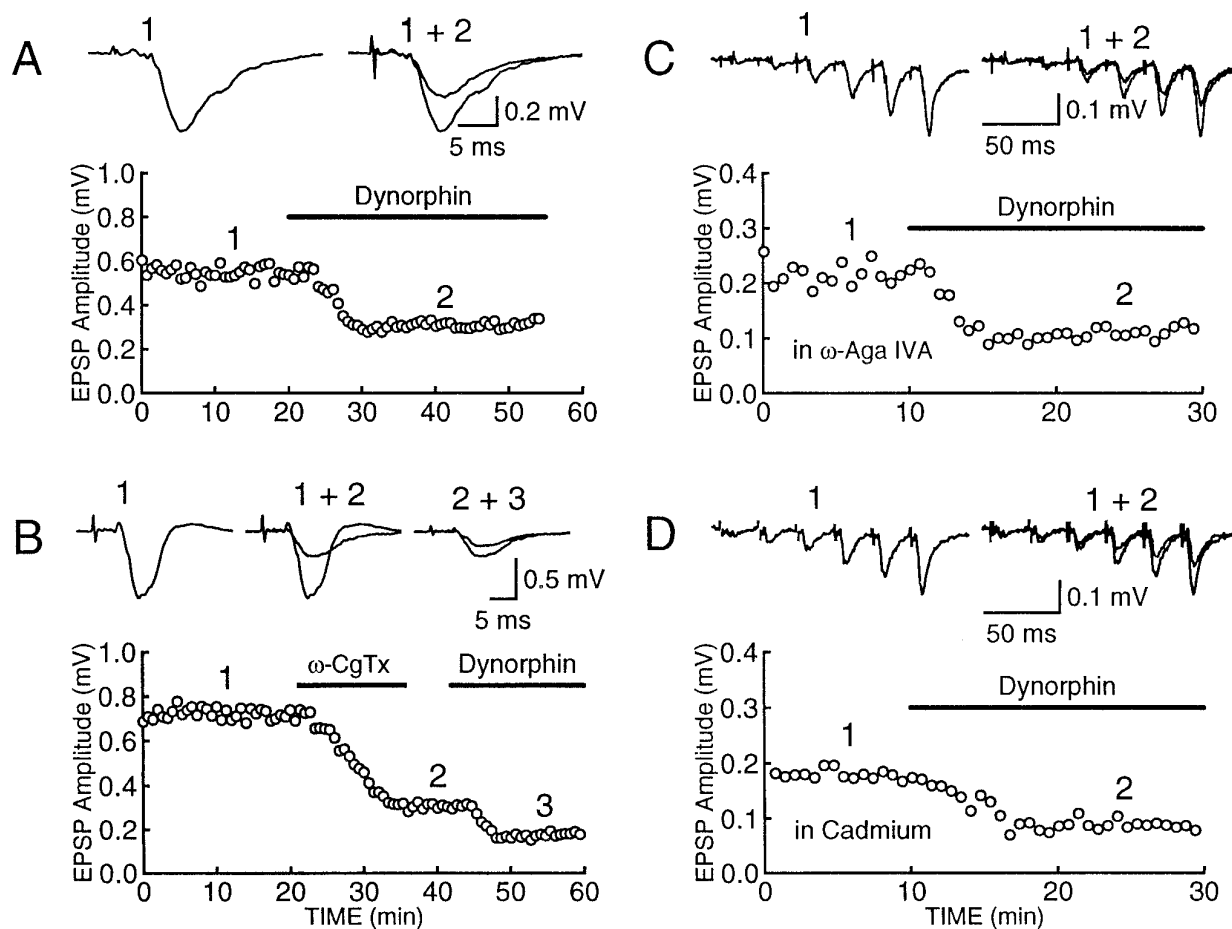 A
1
1 + 2
0.2 mV
5 ms
EPSP Amplitude (mV)
1.0
0.8
0.6
0.4
0.2
0.0
Dynorphin
1
2
0 10 20 30 40 50 60
B
1
1 + 2
2 + 3
0.5 mV
5 ms
EPSP Amplitude (mV)
1.0
0.8
0.6
0.4
0.2
0.0
ω-CgTx
Dynorphin
1
2
3
0 10 20 30 40 50 60
TIME (min)
C
1
1 + 2
0.1 mV
50 ms
EPSP Amplitude (mV)
0.4
0.3
0.2
0.1
0.0
Dynorphin
1
2
in ω-Aga IVA
0 10 20 30
D
1
1 + 2
0.1 mV
50 ms
EPSP Amplitude (mV)
0.4
0.3
0.2
0.1
0.0
Dynorphin
1
2
in Cadmium
0 10 20 30
TIME (min)